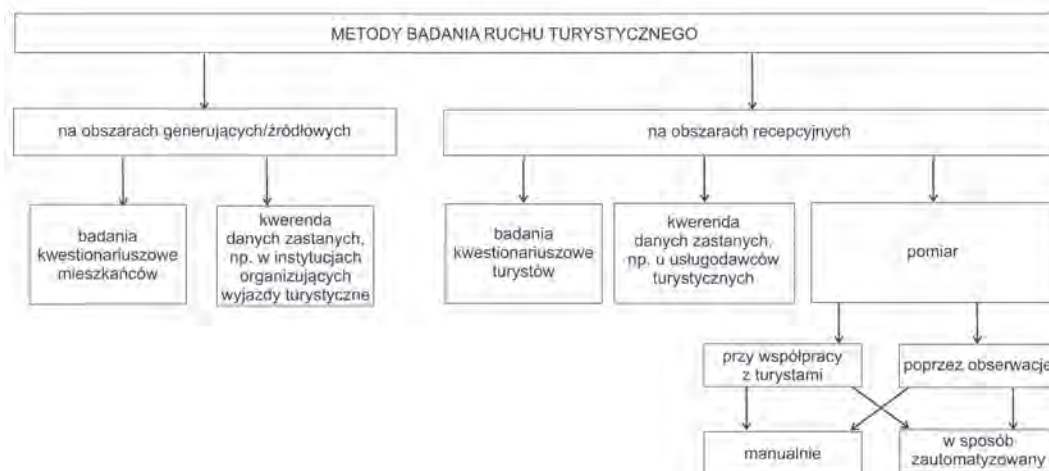 METODY BADANIA RUCHU TURYSTYCZNEGO
na obszarach generujących/źródłowych
na obszarach recepcyjnych
badania
kwestionariuszowe
mieszkańców
kwerenda
danych zastanych,
np. w instytucjach
organizujących
wyjazdy turystyczne
badania
kwestionariuszowe
turystów
kwerenda
danych zastanych,
np. u usługodawców
turystycznych
pomiar
przy współpracy
z turystami
poprzez obserwacje
manualnie
w sposób
zautomatyzowany